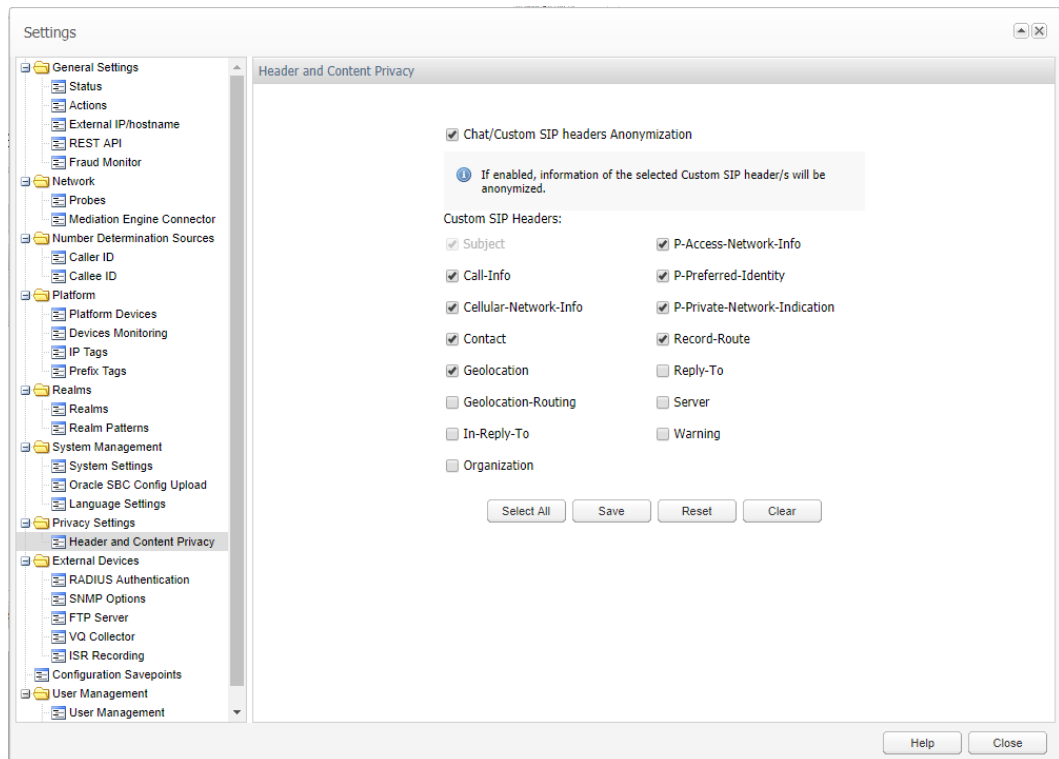 Settings
General Settings
Status
Actions
External IP/hostname
REST API
Fraud Monitor
Network
Probes
Mediation Engine Connector
Number Determination Sources
Caller ID
Callee ID
Platform
Platform Devices
Devices Monitoring
IP Tags
Prefix Tags
Realms
Realms
Realm Patterns
System Management
System Settings
Oracle SBC Config Upload
Language Settings
Privacy Settings
Header and Content Privacy
External Devices
RADIUS Authentication
SNMP Options
FTP Server
VQ Collector
ISR Recording
Configuration Savepoints
User Management
User Management
Header and Content Privacy
Chat/Custom SIP headers Anonymization
If enabled, information of the selected Custom SIP header/s will be
anonymized.
Custom SIP Headers:
Subject P-Access-Network-Info
Call-Info P-Preferred-Identity
Cellular-Network-Info P-Private-Network-Indication
Contact Record-Route
Geolocation Reply-To
Geolocation-Routing Server
In-Reply-To Warning
Organization
Select All Save Reset Clear
Help Close